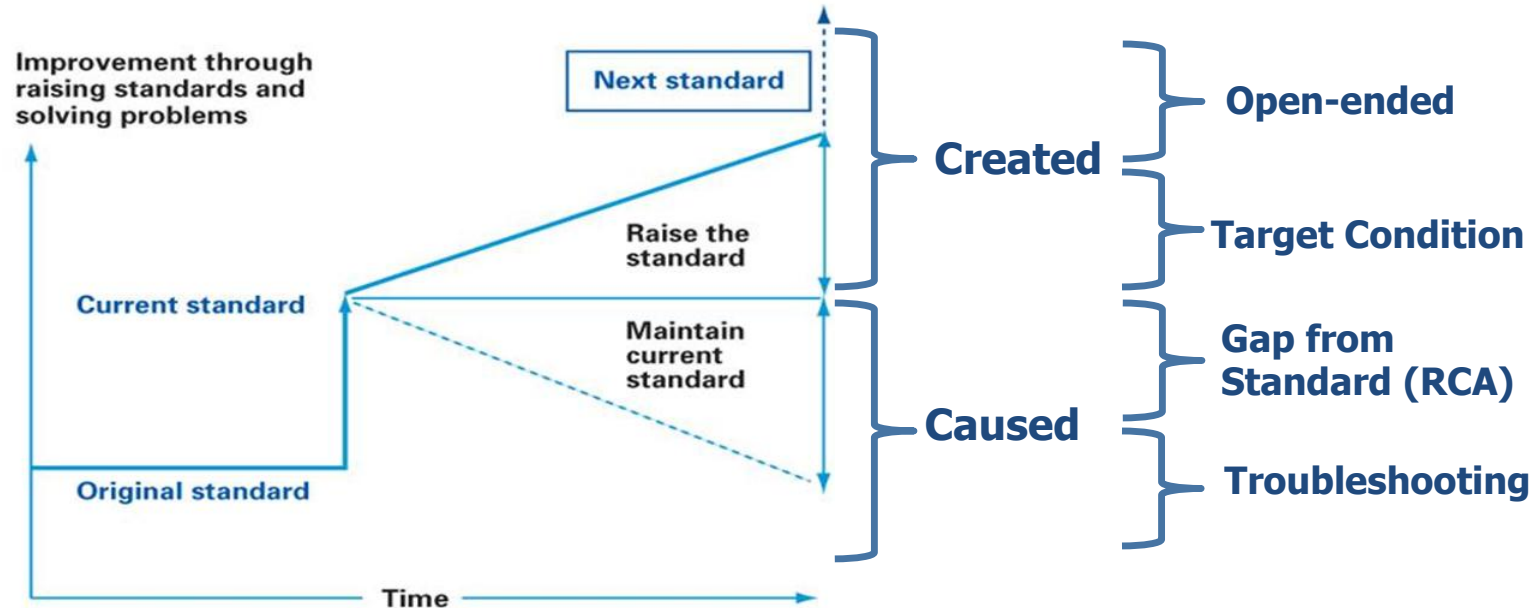 Improvement through
raising standards and
solving problems
Next standard
Raise the
standard
Current standard
Maintain
current
standard
Original standard
Time
Created
Caused
Open-ended
Target Condition
Gap from
Standard (RCA)
Troubleshooting